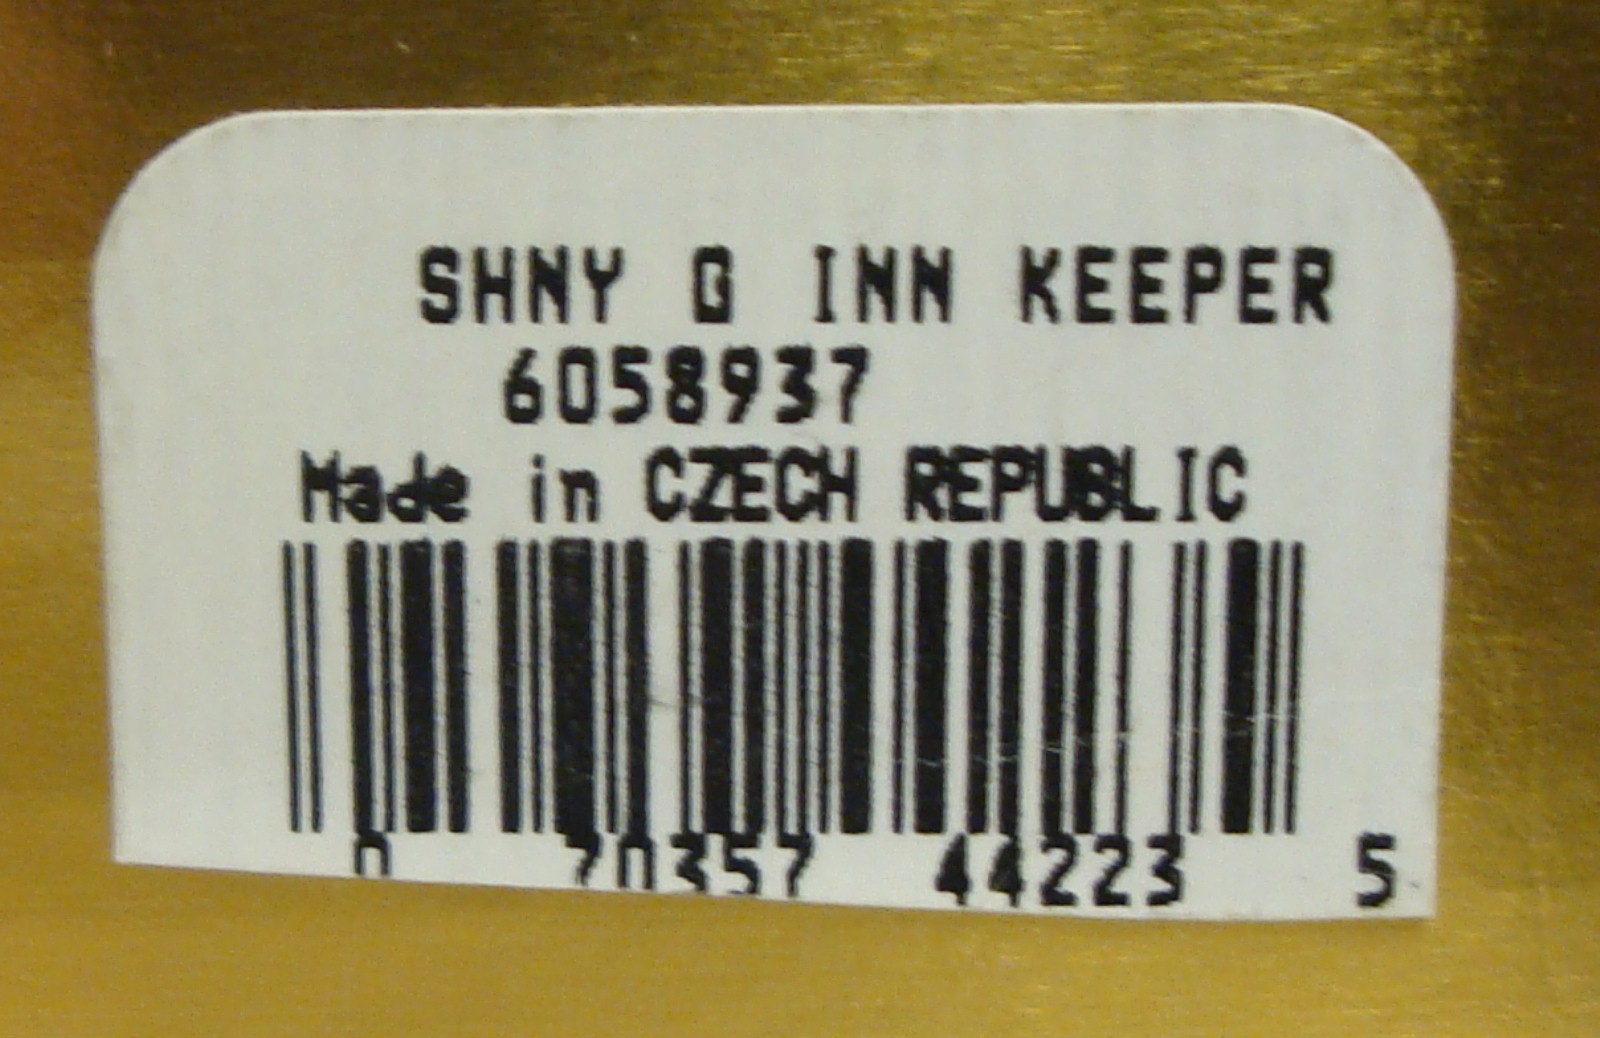 SHNY G INN KEEPER
6058937
Made in CZECH REPUBLIC
0 70357 44223 5